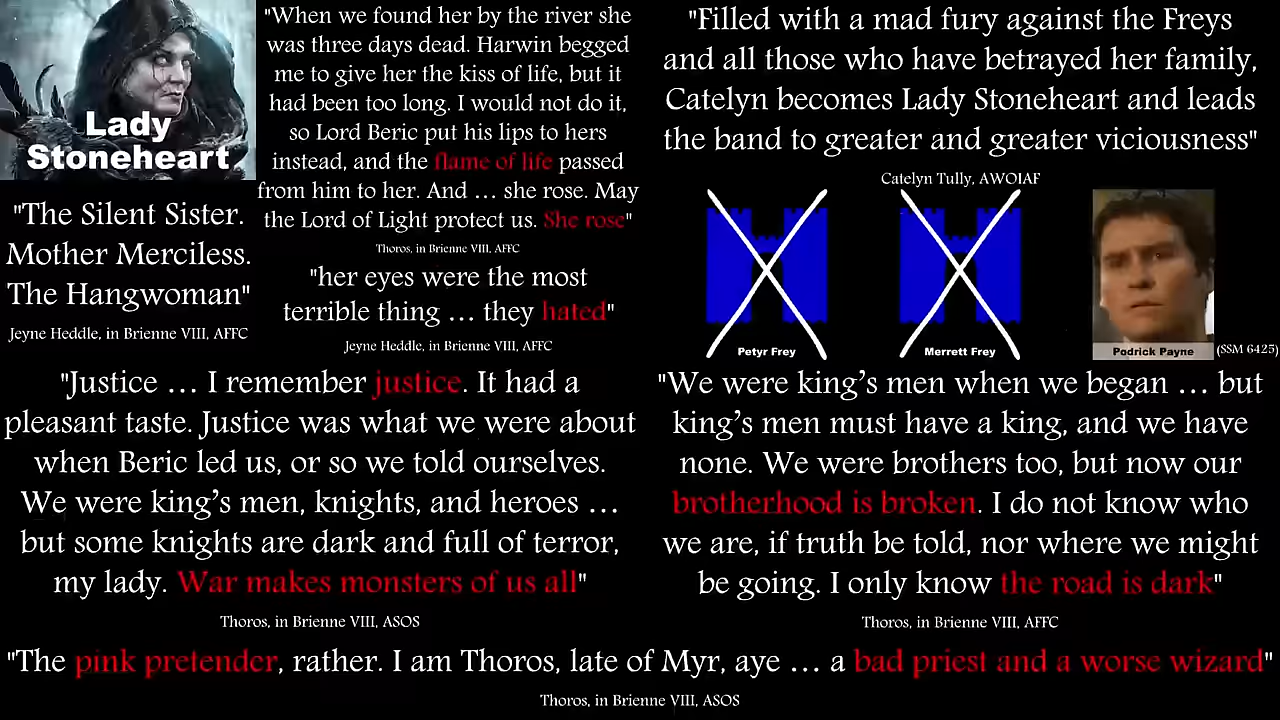 Lady
Stoneheart
"The Silent Sister.
Mother Merciless.
The Hangwoman"
Jeyne Heddle, in Brienne VIII, AFFC
"When we found her by the river she
was three days dead. Harwin begged
me to give her the kiss of life, but it
had been too long. I would not do it,
so Lord Beric put his lips to hers
instead, and the flame of life passed
from him to her. And … she rose. May
the Lord of Light protect us. She rose"
Thoros, in Brienne VIII, AFFC
"her eyes were the most
terrible thing … they hated"
Jeyne Heddle, in Brienne VIII, AFFC
"Filled with a mad fury against the Freys
and all those who have betrayed her family,
Catelyn becomes Lady Stoneheart and leads
the band to greater and greater viciousness"
Catelyn Tully, AWOIAF
Petyr Frey
Merrett Frey
Podrick Payne
(SSM 6425)
"Justice … I remember justice. It had a
pleasant taste. Justice was what we were about
when Beric led us, or so we told ourselves.
We were king's men, knights, and heroes …
but some knights are dark and full of terror,
my lady. War makes monsters of us all"
Thoros, in Brienne VIII, ASOS
"We were king's men when we began … but
king's men must have a king, and we have
none. We were brothers too, but now our
brotherhood is broken. I do not know who
we are, if truth be told, nor where we might
be going. I only know the road is dark"
Thoros, in Brienne VIII, AFFC
"The pink pretender, rather. I am Thoros, late of Myr, aye … a bad priest and a worse wizard"
Thoros, in Brienne VIII, ASOS